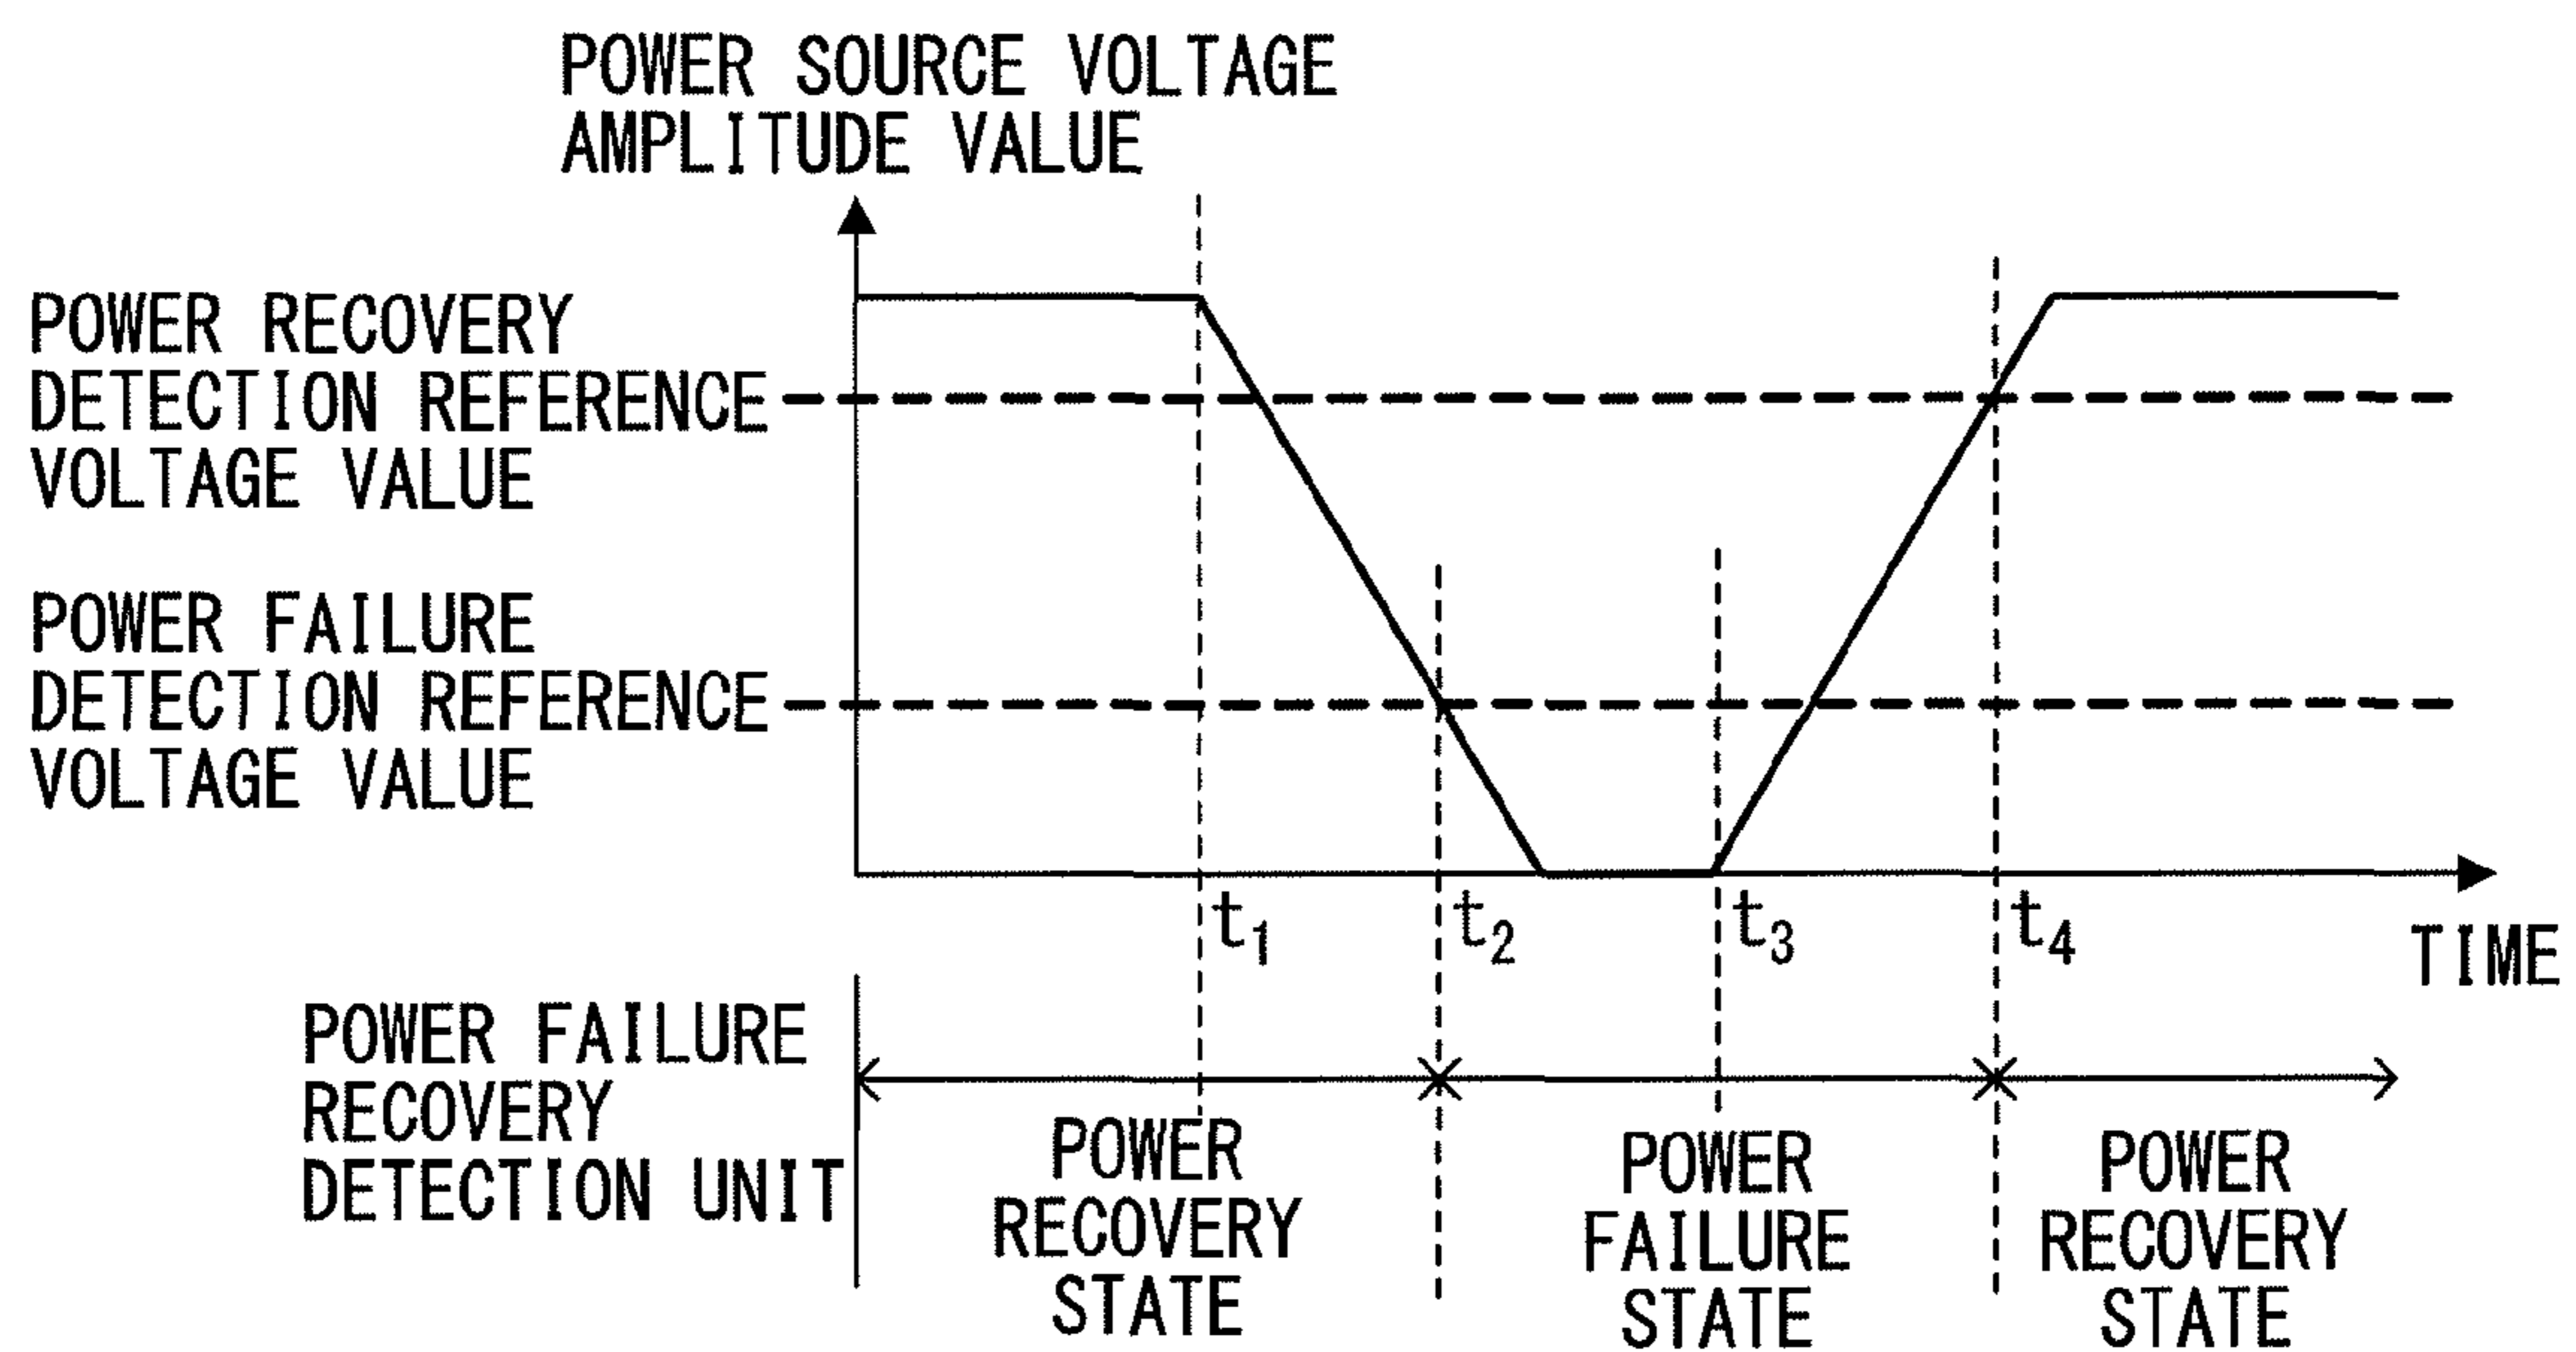 POWER SOURCE VOLTAGE
AMPLITUDE VALUE
POWER RECOVERY
DETECTION REFERENCE
VOLTAGE VALUE
POWER FAILURE
DETECTION REFERENCE
VOLTAGE VALUE
t1 t2 t3 t4
TIME
POWER FAILURE
RECOVERY
DETECTION UNIT
POWER
RECOVERY
STATE
POWER
FAILURE
STATE
POWER
RECOVERY
STATE